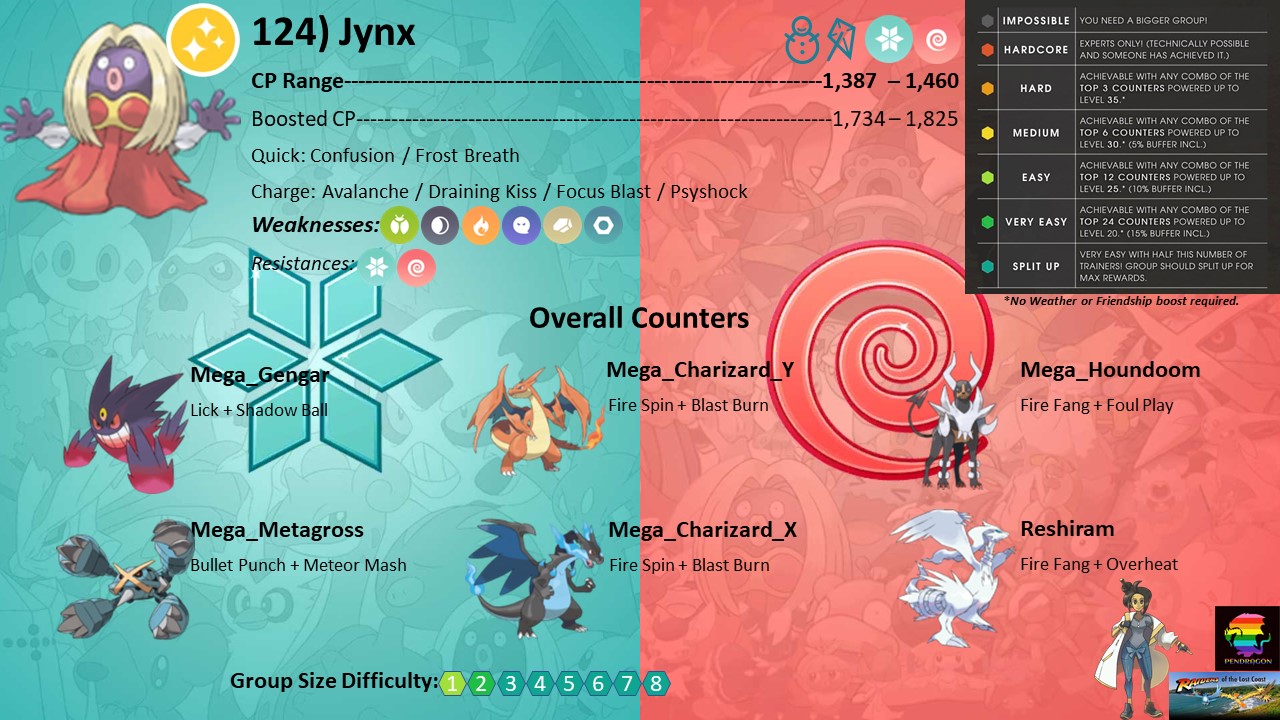 124) Jynx
CP Range----------------------------------------------------------------------1,387 – 1,460
Boosted CP----------------------------------------------------------------------1,734 – 1,825
Quick: Confusion / Frost Breath
Charge: Avalanche / Draining Kiss / Focus Blast / Psyshock
Weaknesses:
Resistances:
IMPOSSIBLE YOU NEED A BIGGER GROUP!
HARDCORE EXPERTS ONLY! (TECHNICALLY POSSIBLE
AND SOMEONE HAS ACHIEVED IT.)
HARD ACHIEVABLE WITH ANY COMBO OF THE
TOP 3 COUNTERS POWERED UP TO
LEVEL 35.*
MEDIUM ACHIEVABLE WITH ANY COMBO OF THE
TOP 6 COUNTERS POWERED UP TO
LEVEL 30.* (5% BUFFER INCL.)
EASY ACHIEVABLE WITH ANY COMBO OF THE
TOP 12 COUNTERS POWERED UP TO
LEVEL 25.* (10% BUFFER INCL.)
VERY EASY ACHIEVABLE WITH ANY COMBO OF THE
TOP 24 COUNTERS POWERED UP TO
LEVEL 20.* (15% BUFFER INCL.)
SPLIT UP VERY EASY WITH HALF THIS NUMBER OF
TRAINERS! GROUP SHOULD SPLIT UP FOR
MAX REWARDS.
*No Weather or Friendship boost required.
Overall Counters
Mega_Gengar
Lick + Shadow Ball
Mega_Charizard_Y
Fire Spin + Blast Burn
Mega_Houndoom
Fire Fang + Foul Play
Mega_Metagross
Bullet Punch + Meteor Mash
Mega_Charizard_X
Fire Spin + Blast Burn
Reshiram
Fire Fang + Overheat
Group Size Difficulty: 1 2 3 4 5 6 7 8
PENDRAGON
RAIDERS of the Lost Coast